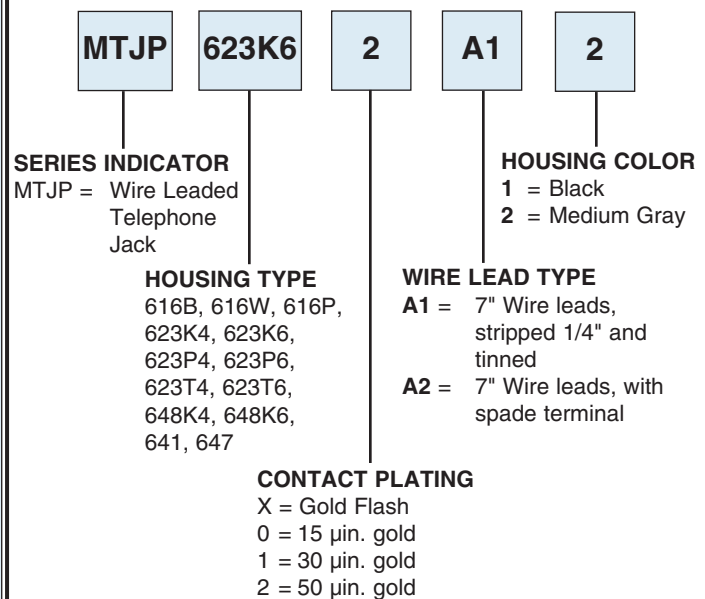 MTJP 623K6 2 A1 2
SERIES INDICATOR
MTJP = Wire Leaded
Telephone
Jack
HOUSING COLOR
1 = Black
2 = Medium Gray
HOUSING TYPE
616B, 616W, 616P,
623K4, 623K6,
623P4, 623P6,
623T4, 623T6,
648K4, 648K6,
641, 647
WIRE LEAD TYPE
A1 = 7" Wire leads,
stripped 1/4" and
tinned
A2 = 7" Wire leads, with
spade terminal
CONTACT PLATING
X = Gold Flash
0 = 15 µin. gold
1 = 30 µin. gold
2 = 50 µin. gold